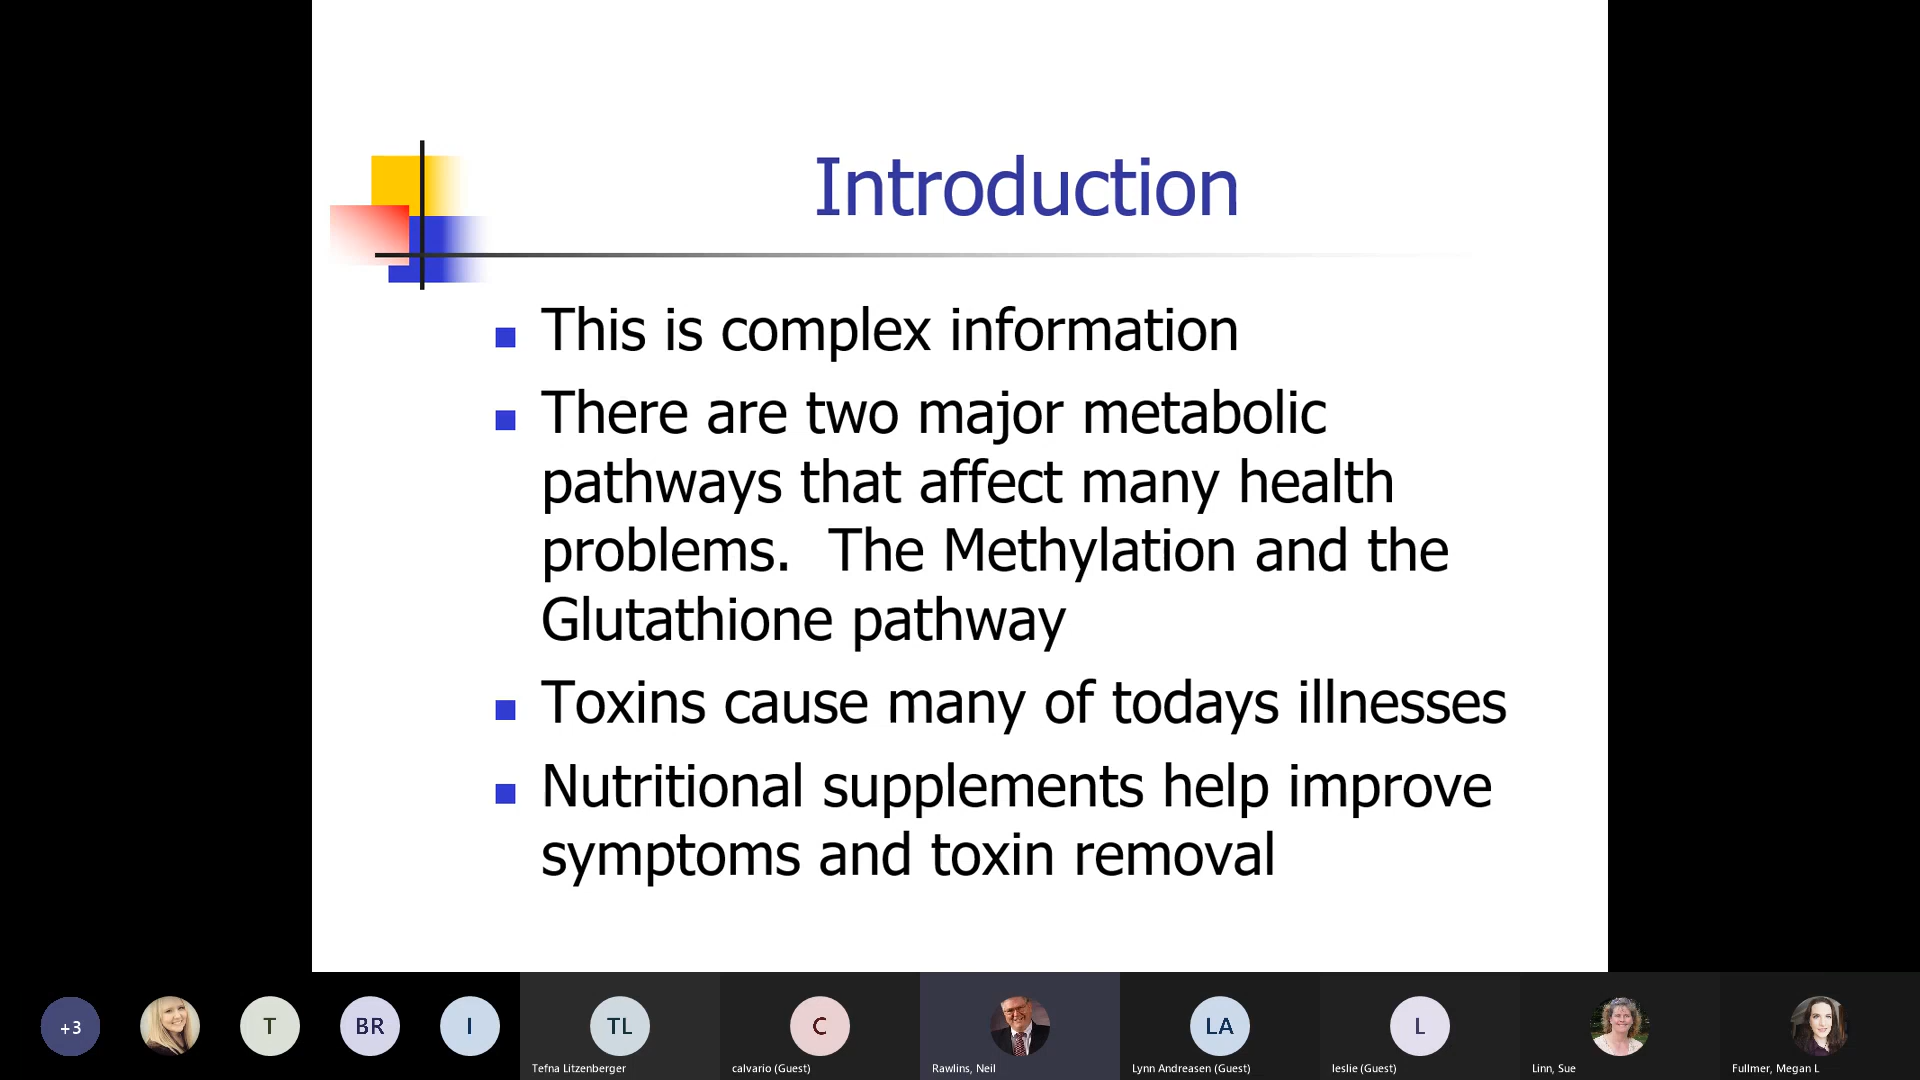 Introduction
This is complex information
There are two major metabolic
pathways that affect many health
problems.  The Methylation and the
Glutathione pathway
Toxins cause many of todays illnesses
Nutritional supplements help improve
symptoms and toxin removal
+3
T
BR
I
TL
C
LA
L
Tefna Litzenberger
calvario (Guest)
Rawlins, Neil
Lynn Andreasen (Guest)
leslie (Guest)
Linn, Sue
Fullmer, Megan L